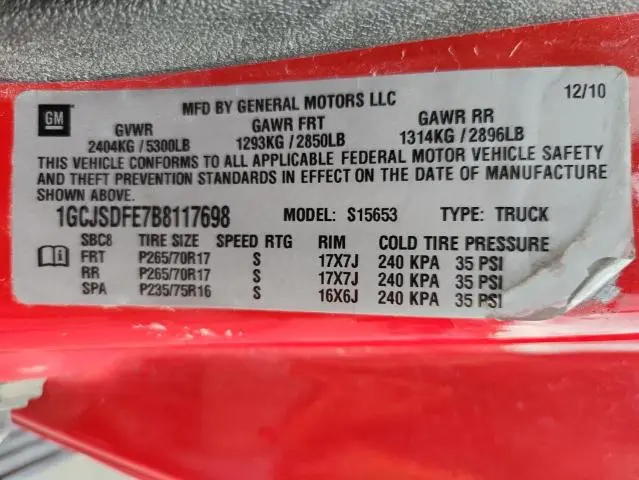 GM
MFD BY GENERAL MOTORS LLC 12/10
GVWR GAWR FRT GAWR RR
2404KG / 5300LB 1293KG / 2850LB 1314KG / 2896LB
THIS VEHICLE CONFORMS TO ALL APPLICABLE FEDERAL MOTOR VEHICLE SAFETY
AND THEFT PREVENTION STANDARDS IN EFFECT ON THE DATE OF MANUFACTURE
SHOWN ABOVE.
1GCJSDFE7B8117698 MODEL: S15653 TYPE: TRUCK
SBC8 TIRE SIZE SPEED RTG RIM COLD TIRE PRESSURE
FRT P265/70R17 S 17X7J 240 KPA 35 PSI
RR P265/70R17 S 17X7J 240 KPA 35 PSI
SPA P235/75R16 S 16X6J 240 KPA 35 PSI